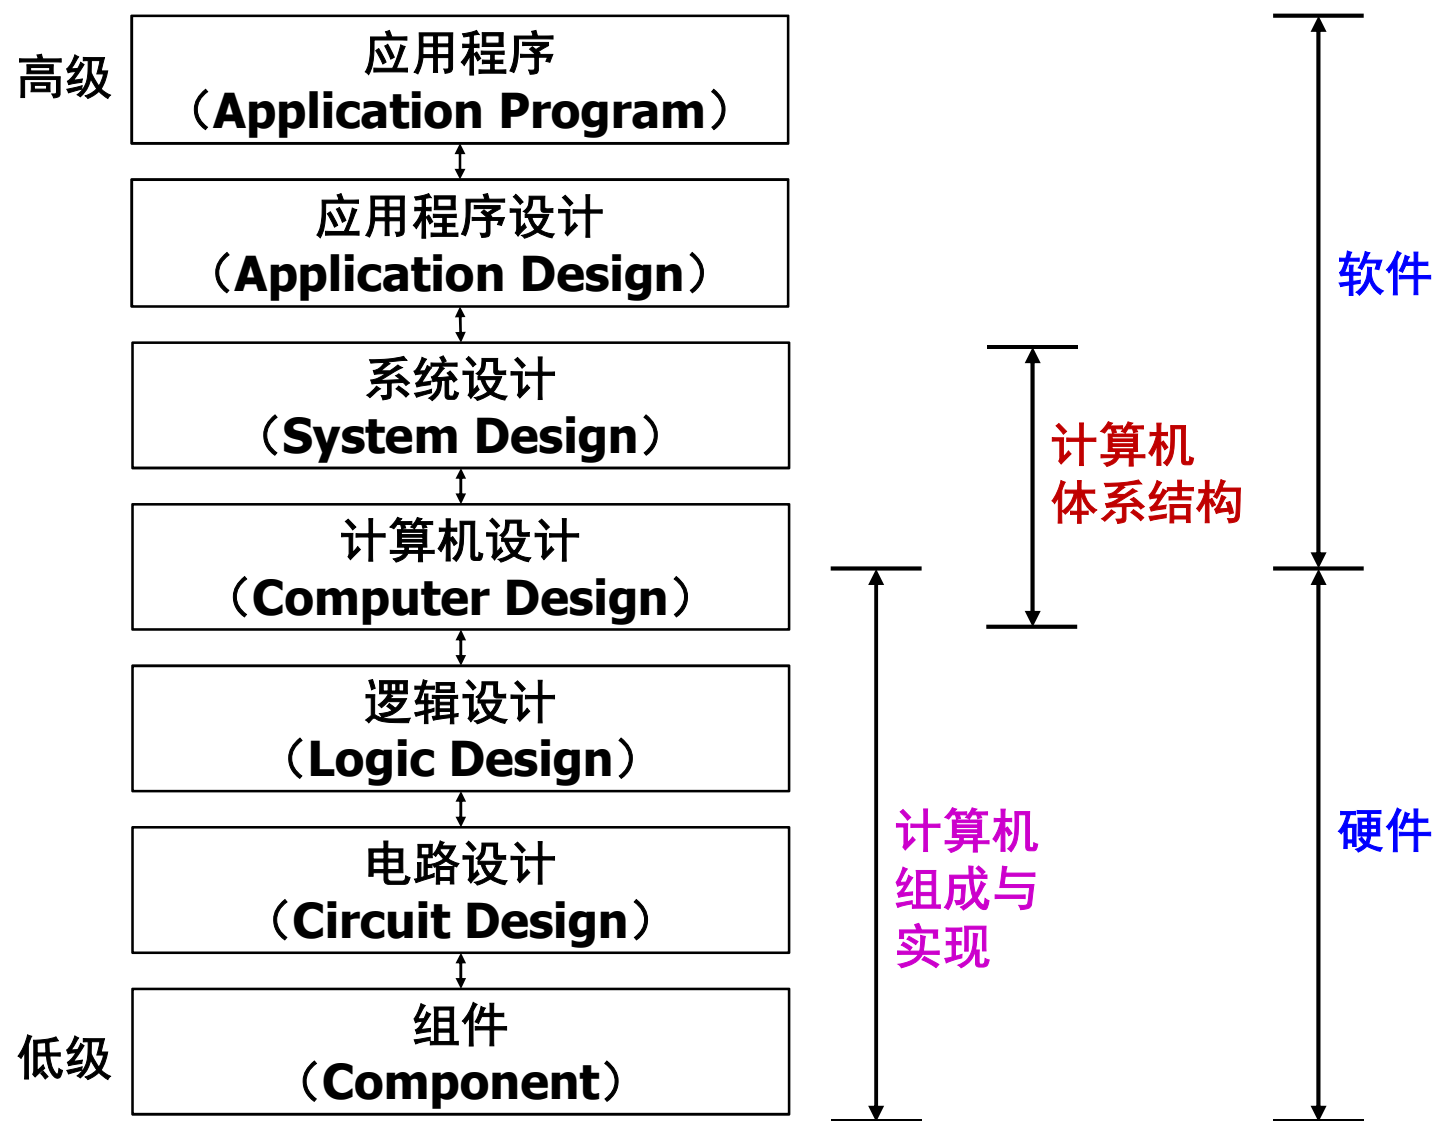 高级
应用程序
（Application Program）
应用程序设计
（Application Design）
系统设计
（System Design）
计算机设计
（Computer Design）
逻辑设计
（Logic Design）
电路设计
（Circuit Design）
低级
组件
（Component）
计算机
组成与
实现
计算机
体系结构
软件
硬件